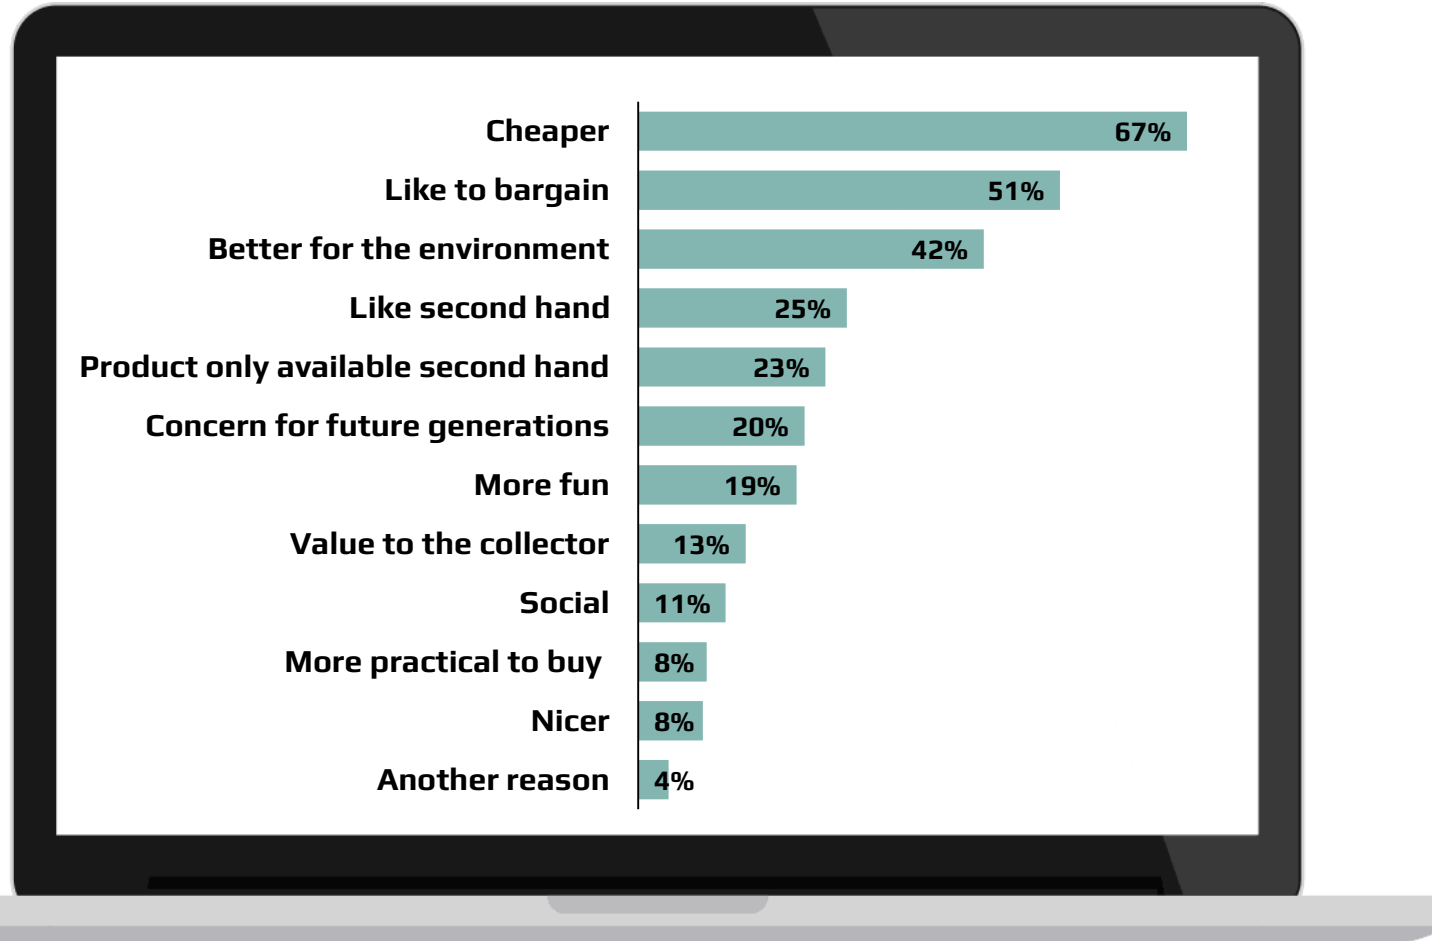 Cheaper 67%
Like to bargain 51%
Better for the environment 42%
Like second hand 25%
Product only available second hand 23%
Concern for future generations 20%
More fun 19%
Value to the collector 13%
Social 11%
More practical to buy 8%
Nicer 8%
Another reason 4%